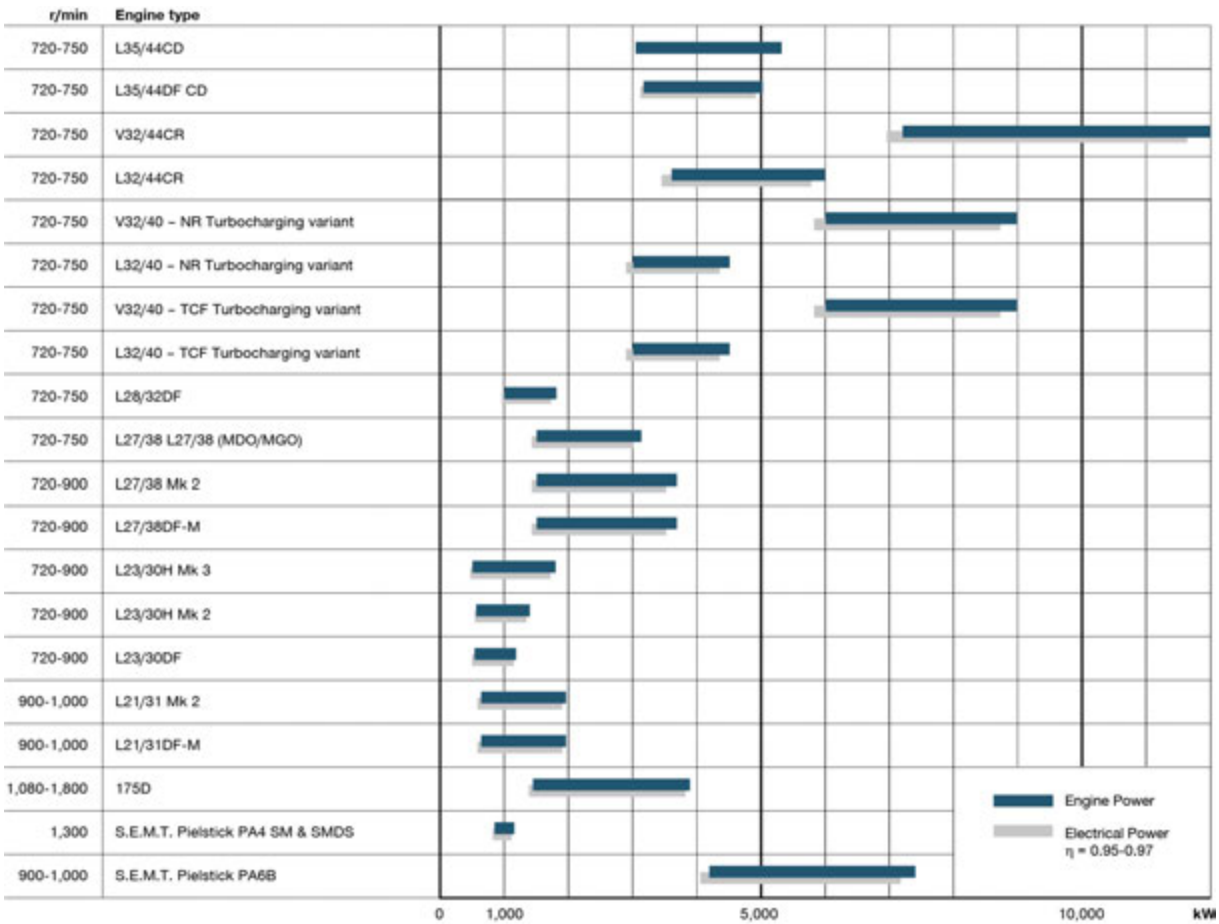 r/min Engine type
720-750 L35/44CD
720-750 L35/44DF CD
720-750 V32/44CR
720-750 L32/44CR
720-750 V32/40 – NR Turbocharging variant
720-750 L32/40 – NR Turbocharging variant
720-750 V32/40 – TCF Turbocharging variant
720-750 L32/40 – TCF Turbocharging variant
720-750 L28/32DF
720-750 L27/38 L27/38 (MDO/MGO)
720-900 L27/38 Mk 2
720-900 L27/38DF-M
720-900 L23/30H Mk 3
720-900 L23/30H Mk 2
720-900 L23/30DF
900-1,000 L21/31 Mk 2
900-1,000 L21/31DF-M
1,080-1,800 175D
1,300 S.E.M.T. Pielstick PA4 SM & SMDS
900-1,000 S.E.M.T. Pielstick PA6B
Engine Power
Electrical Power
η = 0.95-0.97
0 1,000 5,000 10,000 kW